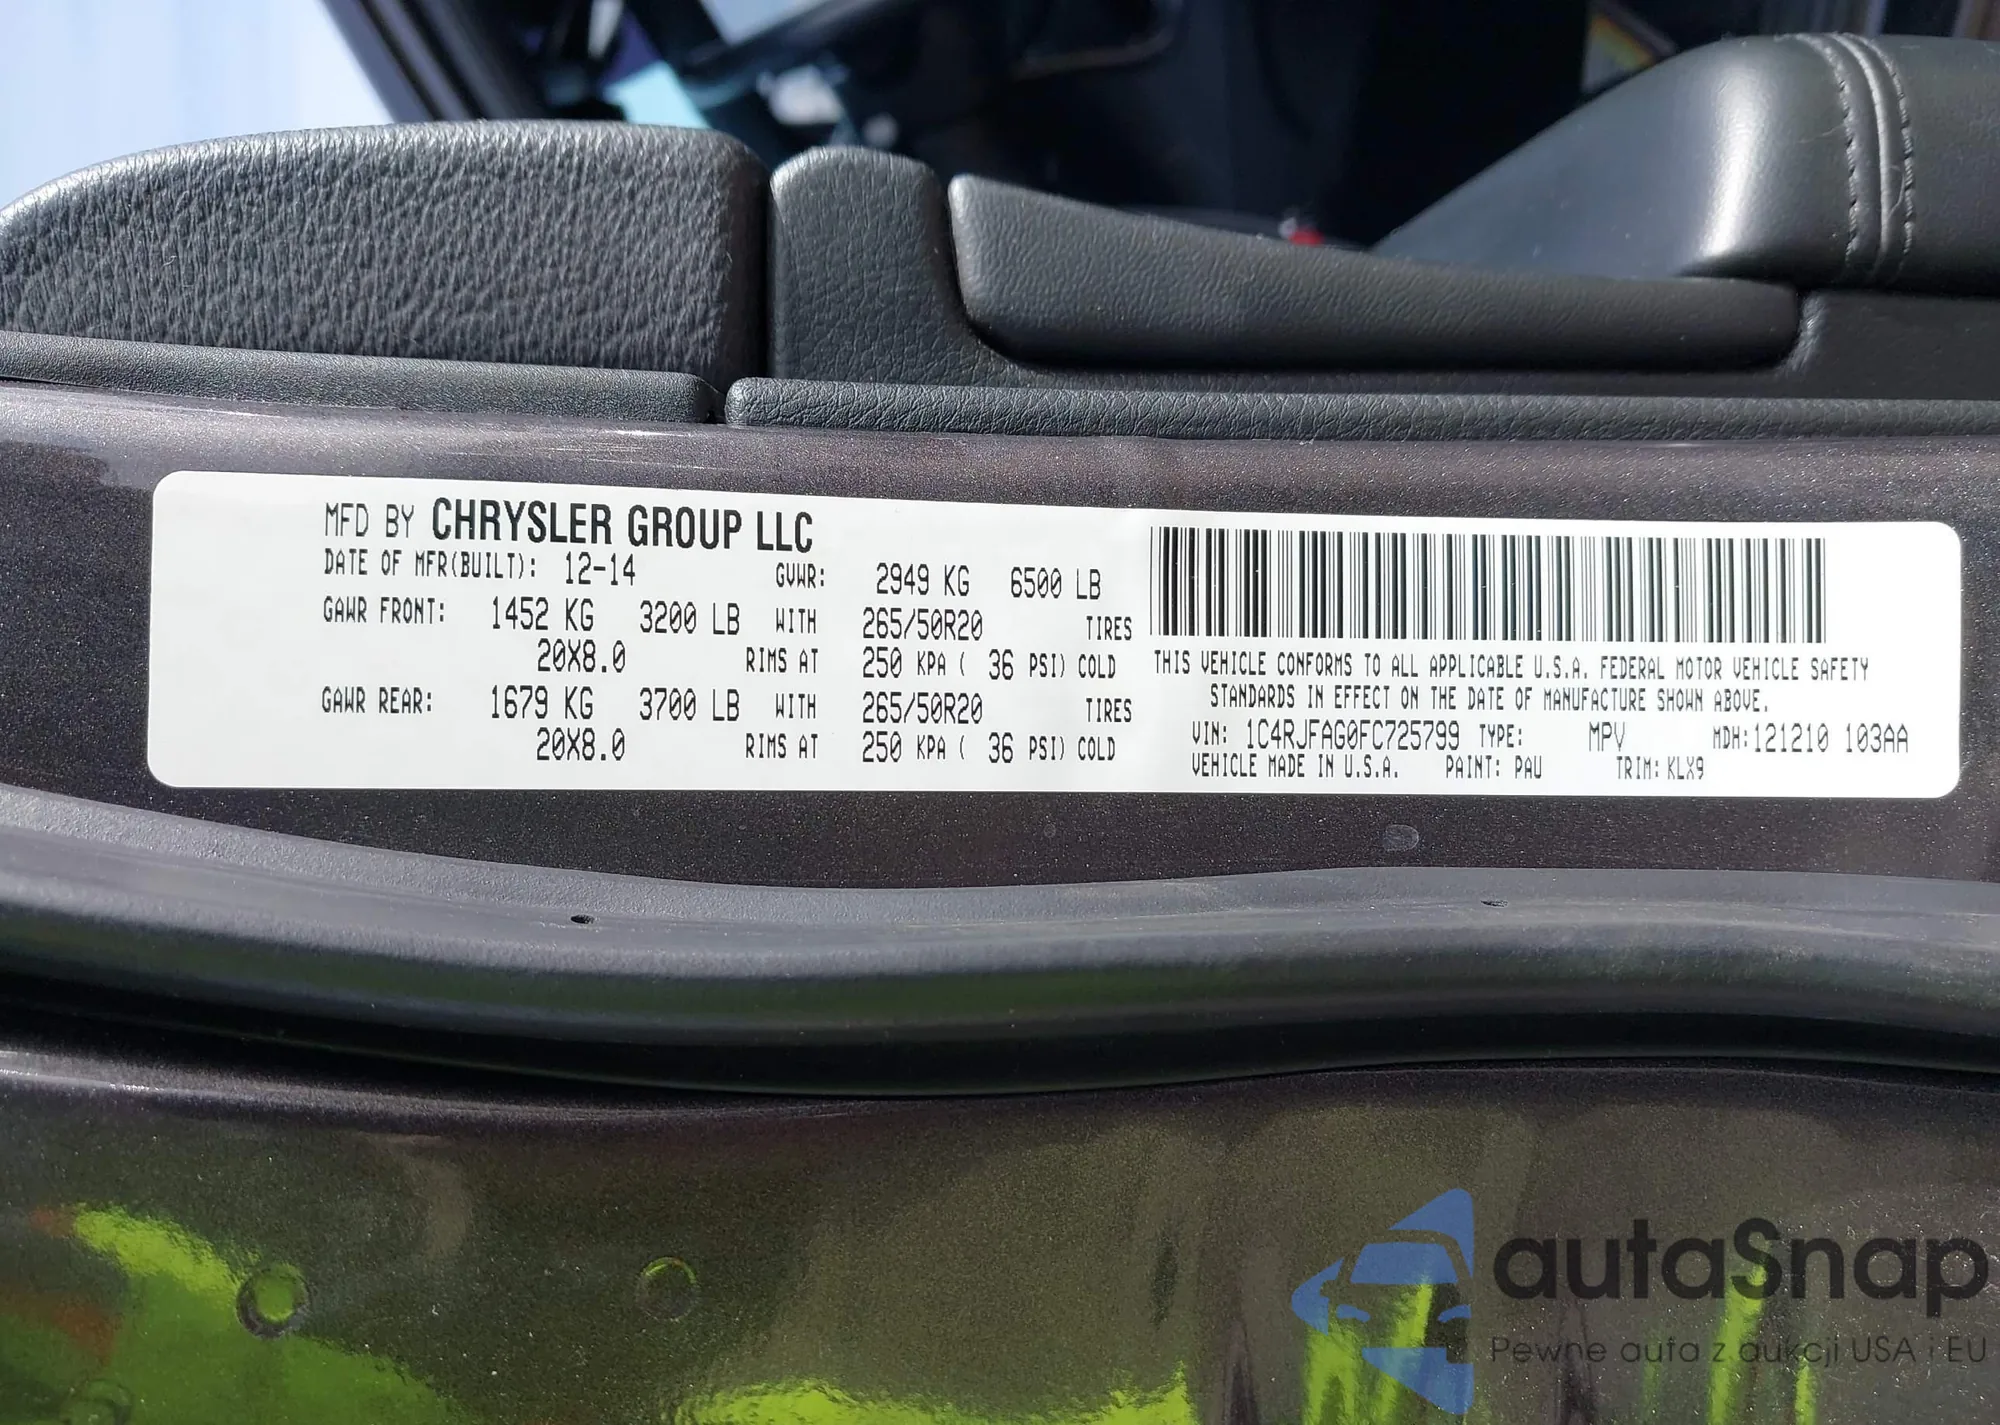 MFD BY CHRYSLER GROUP LLC
DATE OF MFR(BUILT): 12-14 GVWR: 2949 KG 6500 LB
GAWR FRONT: 1452 KG 3200 LB WITH 265/50R20 TIRES
20X8.0 RIMS AT 250 KPA ( 36 PSI) COLD
GAWR REAR: 1679 KG 3700 LB WITH 265/50R20 TIRES
20X8.0 RIMS AT 250 KPA ( 36 PSI) COLD
THIS VEHICLE CONFORMS TO ALL APPLICABLE U.S.A. FEDERAL MOTOR VEHICLE SAFETY
STANDARDS IN EFFECT ON THE DATE OF MANUFACTURE SHOWN ABOVE.
VIN: 1C4RJFAG0FC725799 TYPE: MPV MDH:121210 103AA
VEHICLE MADE IN U.S.A. PAINT: PAU TRIM: KLX9
autaSnap
Pewne auta z aukcji USA i EU